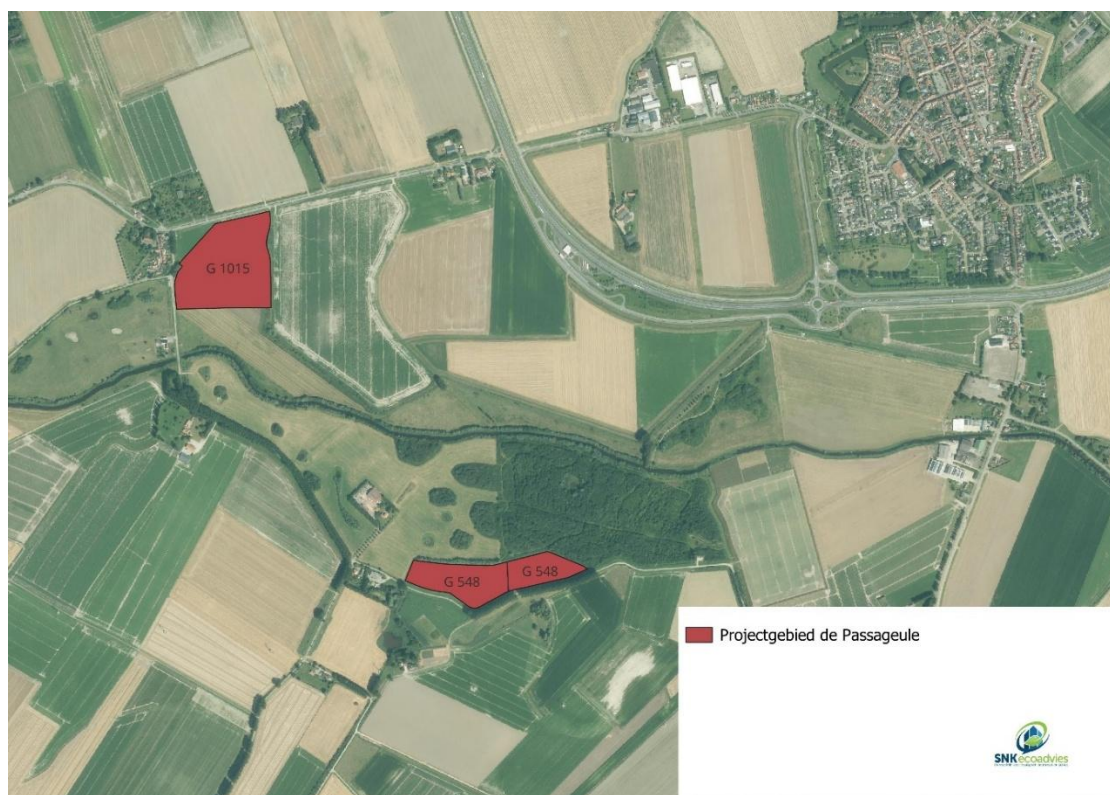 G 1015
G 548
G 548
Projectgebied de Passageule
SNKecoadvies